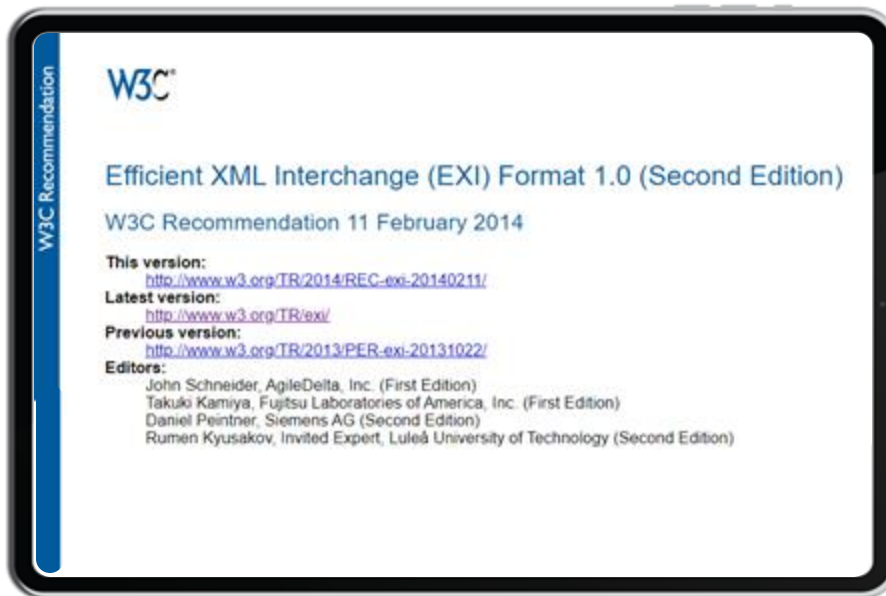 W3C Recommendation
W3C®
Efficient XML Interchange (EXI) Format 1.0 (Second Edition)
W3C Recommendation 11 February 2014
This version:
http://www.w3.org/TR/2014/REC-exi-20140211/
Latest version:
http://www.w3.org/TR/exi/
Previous version:
http://www.w3.org/TR/2013/PER-exi-20131022/
Editors:
John Schneider, AgileDelta, Inc. (First Edition)
Takuki Kamiya, Fujitsu Laboratories of America, Inc. (First Edition)
Daniel Peintner, Siemens AG (Second Edition)
Rumen Kyusakov, Invited Expert, Luleå University of Technology (Second Edition)